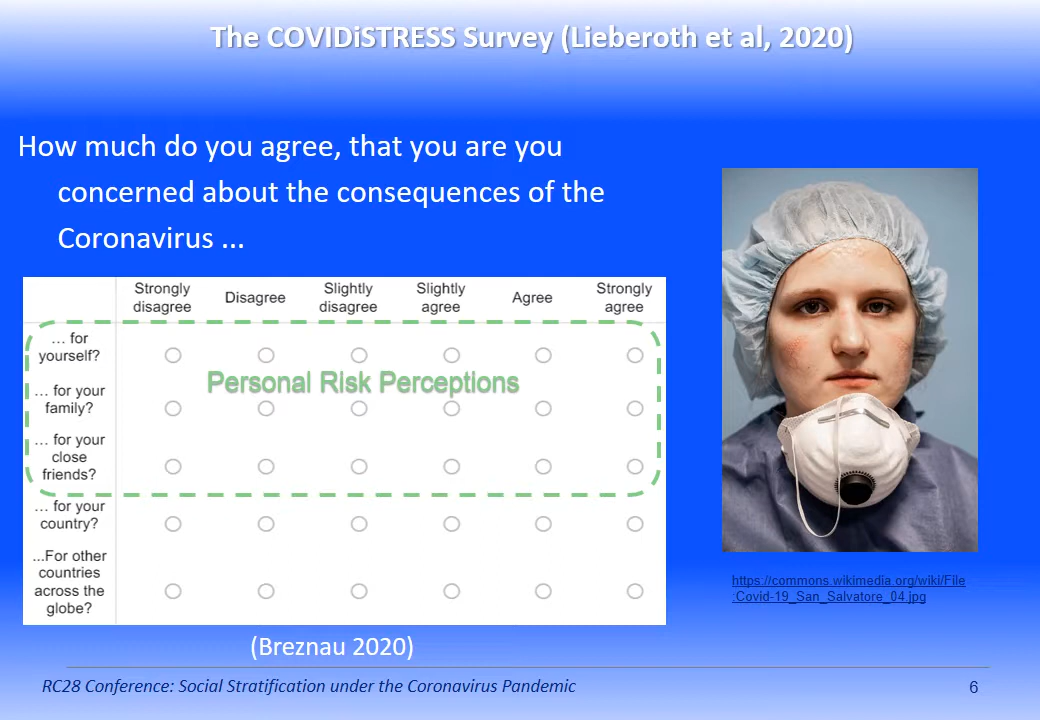 The COVIDiSTRESS Survey (Lieberoth et al, 2020)
How much do you agree, that you are you
concerned about the consequences of the
Coronavirus ...
Strongly disagree Disagree Slightly disagree Slightly agree Agree Strongly agree
… for
yourself?
Personal Risk Perceptions
… for your
family?
… for your
close
friends?
… for your
country?
...For other
countries
across the
globe?
(Breznau 2020)
https://commons.wikimedia.org/wiki/File
:Covid-19_San_Salvatore_04.jpg
RC28 Conference: Social Stratification under the Coronavirus Pandemic
6